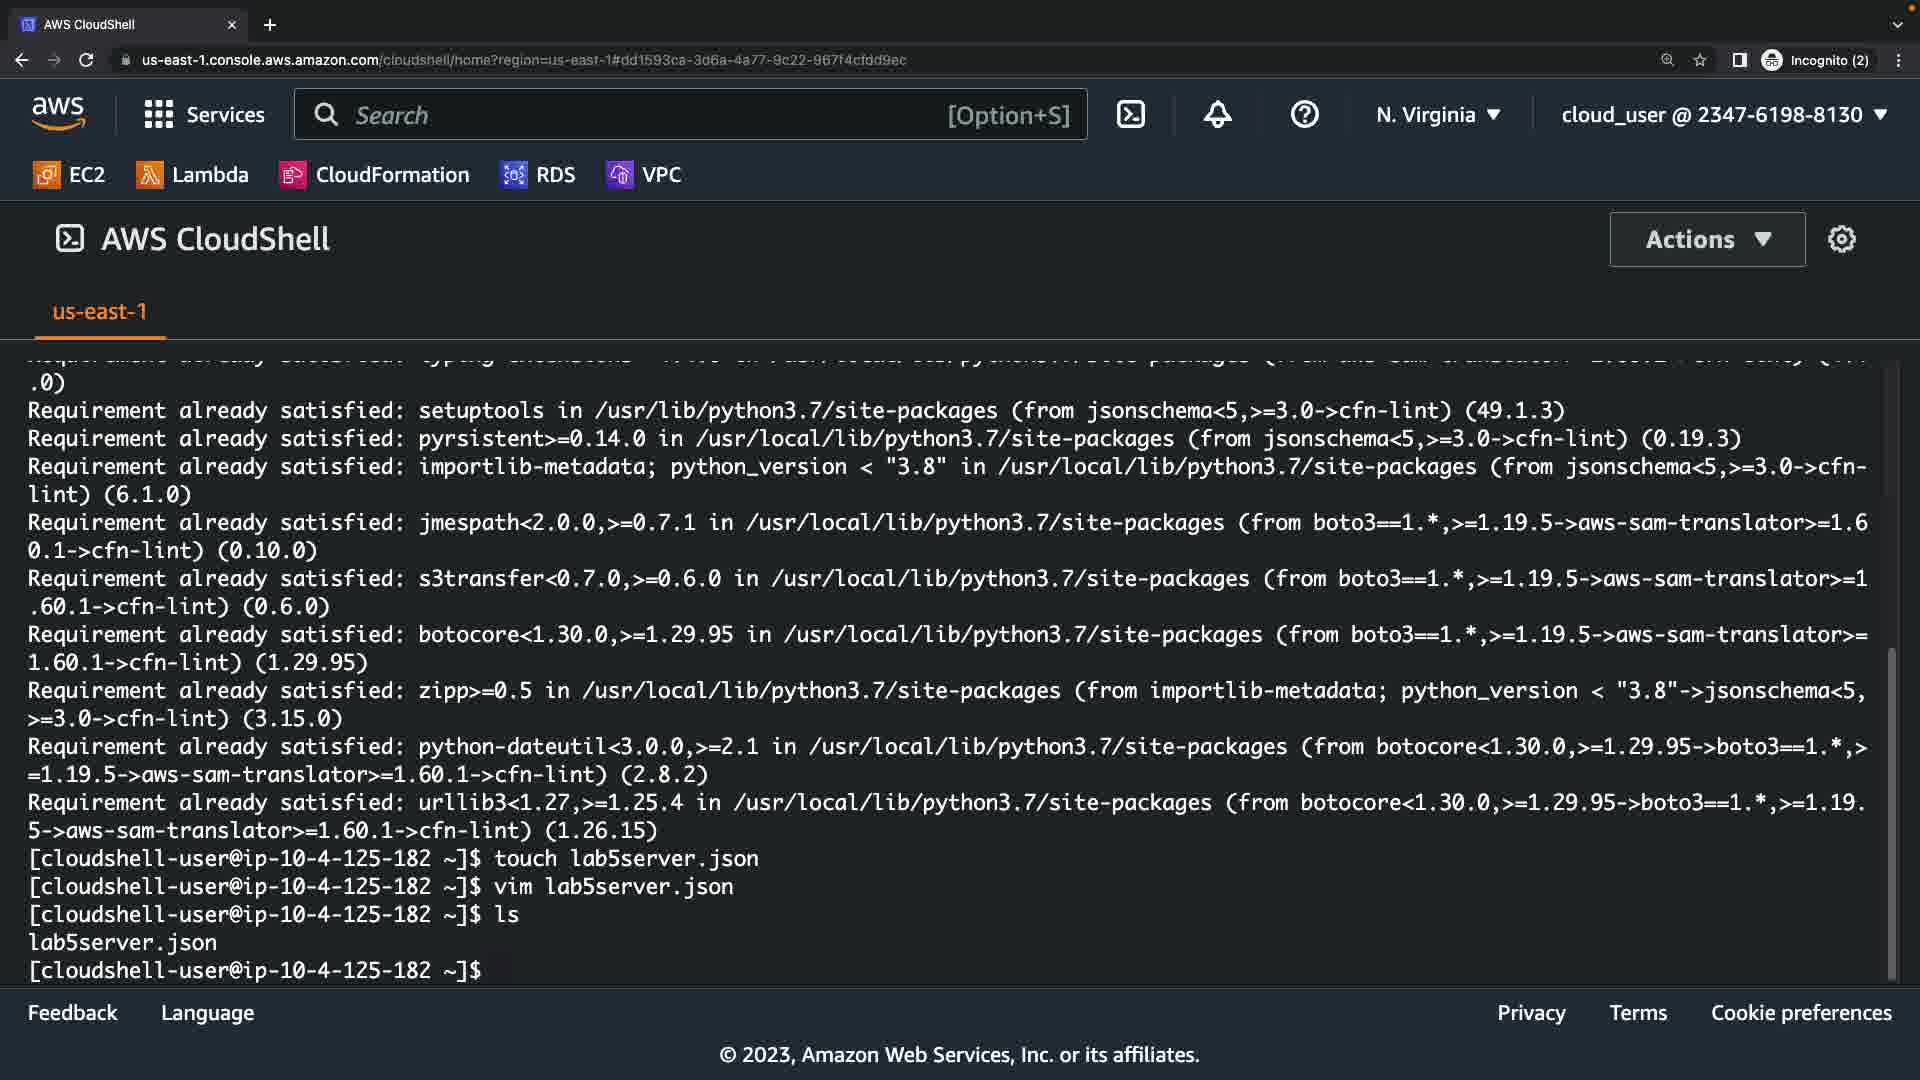 AWS CloudShell
us-east-1.console.aws.amazon.com/cloudshell/home?region=us-east-1#dd1593ca-3d6a-4a77-9c22-967f4cfdd9ec
Incognito (2)
aws
Services
Search
[Option+S]
N. Virginia
cloud_user @ 2347-6198-8130
EC2
Lambda
CloudFormation
RDS
VPC
AWS CloudShell
Actions
us-east-1
.0)
Requirement already satisfied: setuptools in /usr/lib/python3.7/site-packages (from jsonschema<5,>=3.0->cfn-lint) (49.1.3)
Requirement already satisfied: pyrsistent>=0.14.0 in /usr/local/lib/python3.7/site-packages (from jsonschema<5,>=3.0->cfn-lint) (0.19.3)
Requirement already satisfied: importlib-metadata; python_version < "3.8" in /usr/local/lib/python3.7/site-packages (from jsonschema<5,>=3.0->cfn-
lint) (6.1.0)
Requirement already satisfied: jmespath<2.0.0,>=0.7.1 in /usr/local/lib/python3.7/site-packages (from boto3==1.*,>=1.19.5->aws-sam-translator>=1.6
0.1->cfn-lint) (0.10.0)
Requirement already satisfied: s3transfer<0.7.0,>=0.6.0 in /usr/local/lib/python3.7/site-packages (from boto3==1.*,>=1.19.5->aws-sam-translator>=1
.60.1->cfn-lint) (0.6.0)
Requirement already satisfied: botocore<1.30.0,>=1.29.95 in /usr/local/lib/python3.7/site-packages (from boto3==1.*,>=1.19.5->aws-sam-translator>=
1.60.1->cfn-lint) (1.29.95)
Requirement already satisfied: zipp>=0.5 in /usr/local/lib/python3.7/site-packages (from importlib-metadata; python_version < "3.8"->jsonschema<5,
>=3.0->cfn-lint) (3.15.0)
Requirement already satisfied: python-dateutil<3.0.0,>=2.1 in /usr/local/lib/python3.7/site-packages (from botocore<1.30.0,>=1.29.95->boto3==1.*,>
=1.19.5->aws-sam-translator>=1.60.1->cfn-lint) (2.8.2)
Requirement already satisfied: urllib3<1.27,>=1.25.4 in /usr/local/lib/python3.7/site-packages (from botocore<1.30.0,>=1.29.95->boto3==1.*,>=1.19.
5->aws-sam-translator>=1.60.1->cfn-lint) (1.26.15)
[cloudshell-user@ip-10-4-125-182 ~]$ touch lab5server.json
[cloudshell-user@ip-10-4-125-182 ~]$ vim lab5server.json
[cloudshell-user@ip-10-4-125-182 ~]$ ls
lab5server.json
[cloudshell-user@ip-10-4-125-182 ~]$
Feedback
Language
Privacy
Terms
Cookie preferences
© 2023, Amazon Web Services, Inc. or its affiliates.